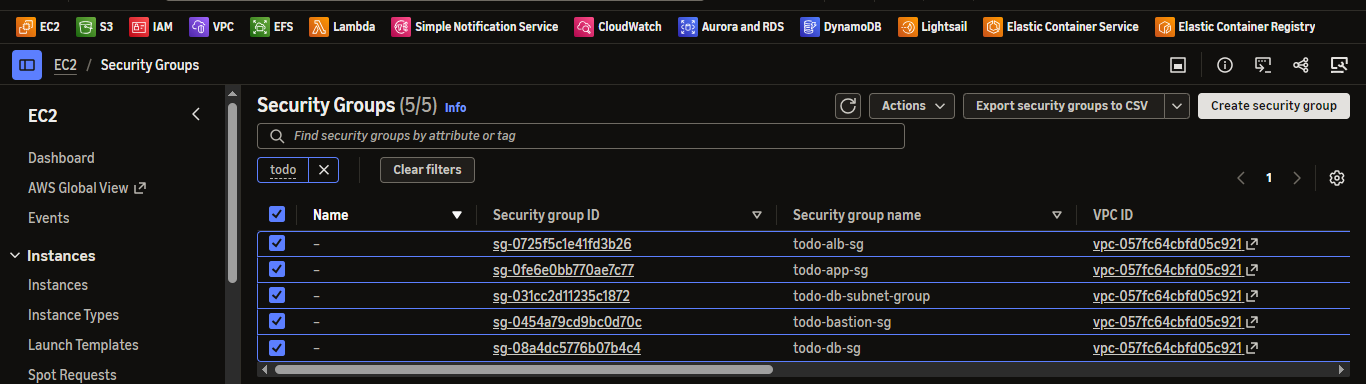 EC2 S3 IAM VPC EFS Lambda Simple Notification Service CloudWatch Aurora and RDS DynamoDB Lightsail Elastic Container Service Elastic Container Registry
EC2 / Security Groups
EC2
Dashboard
AWS Global View
Events
Instances
Instances
Instance Types
Launch Templates
Spot Requests
Security Groups (5/5) Info
Actions
Export security groups to CSV
Create security group
Find security groups by attribute or tag
todo
Clear filters
1
Name Security group ID Security group name VPC ID
– sg-0725f5c1e41fd3b26 todo-alb-sg vpc-057fc64cbfd05c921
– sg-0fe6e0bb770ae7c77 todo-app-sg vpc-057fc64cbfd05c921
– sg-031cc2d11235c1872 todo-db-subnet-group vpc-057fc64cbfd05c921
– sg-0454a79cd9bc0d70c todo-bastion-sg vpc-057fc64cbfd05c921
– sg-08a4dc5776b07b4c4 todo-db-sg vpc-057fc64cbfd05c921